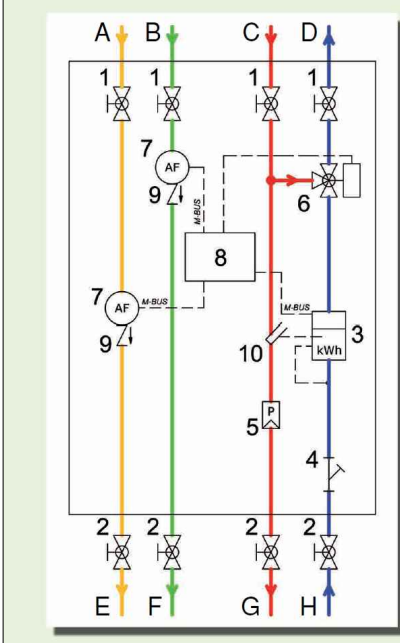 A B C D
1 1 1 1
7 AF
9
M-BUS
6
8
7 AF M-BUS
M-BUS
3
kWh
9
10
P
5
4
2 2 2 2
E F G H